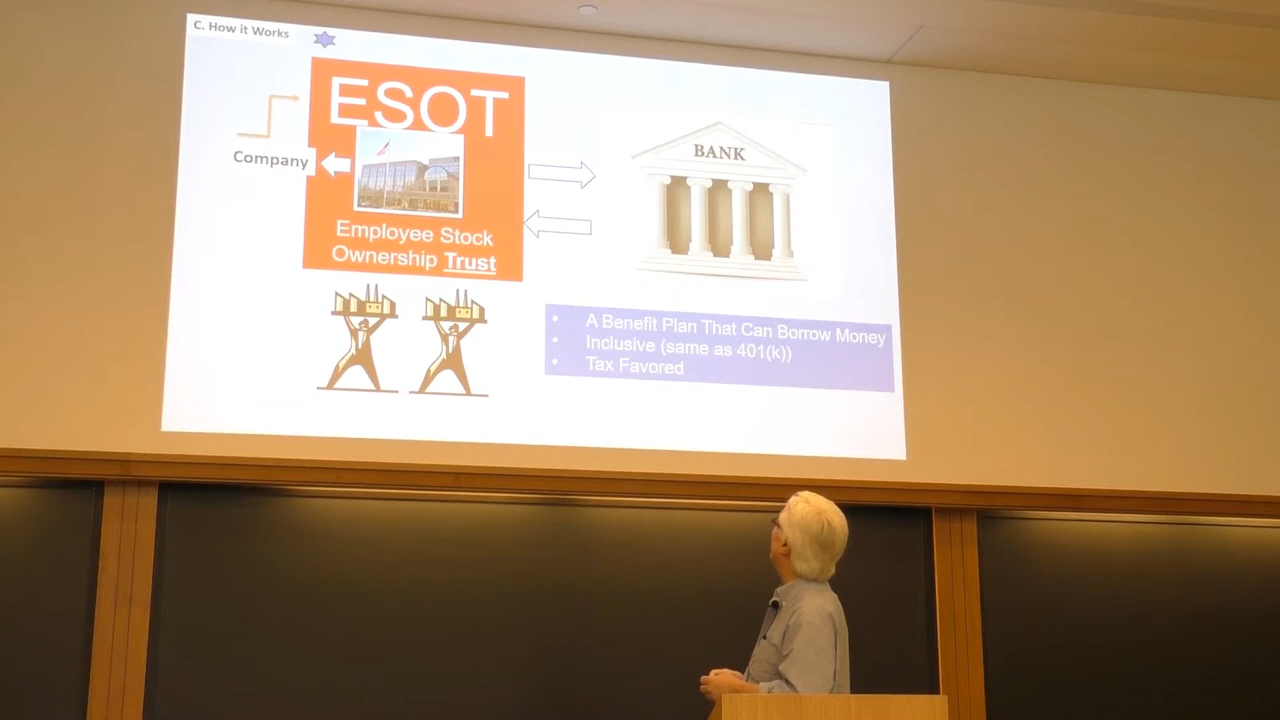 C. How it Works
ESOT
Company
Employee Stock
Ownership Trust
BANK
• A Benefit Plan That Can Borrow Money
• Inclusive (same as 401(k))
• Tax Favored